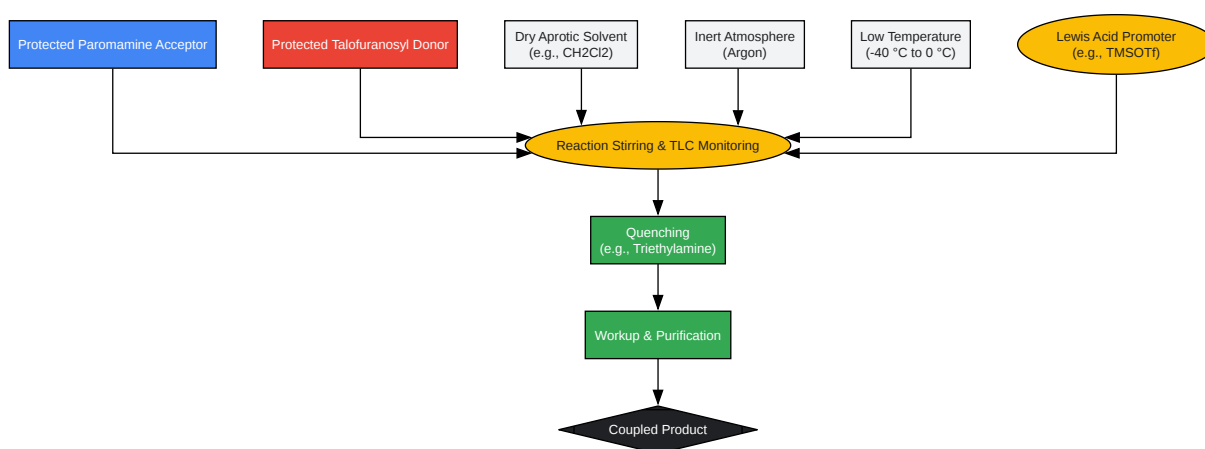 Protected Paromamine Acceptor
Protected Talofuranosyl Donor
Dry Aprotic Solvent
(e.g., CH2Cl2)
Inert Atmosphere
(Argon)
Low Temperature
(-40 °C to 0 °C)
Lewis Acid Promoter
(e.g., TMSOTf)
Reaction Stirring & TLC Monitoring
Quenching
(e.g., Triethylamine)
Workup & Purification
Coupled Product